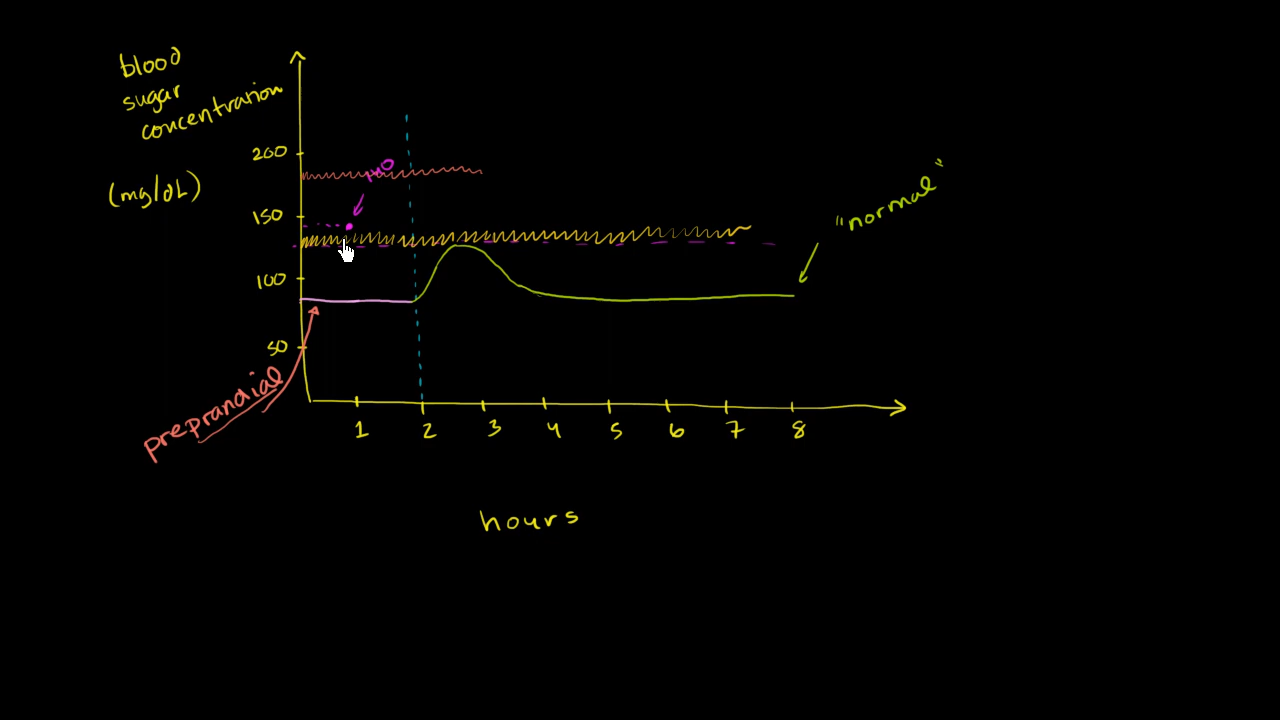 blood
sugar
concentration
(mg/dL)
200
150
100
50
140
"normal"
preprandial
1 2 3 4 5 6 7 8
hours